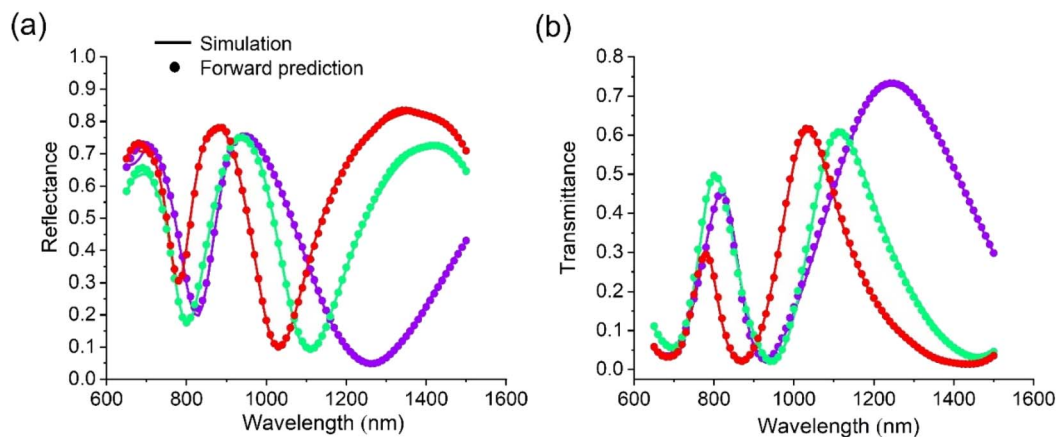 (a)
Simulation
Forward prediction
Reflectance
1.0
0.9
0.8
0.7
0.6
0.5
0.4
0.3
0.2
0.1
0.0
600 800 1000 1200 1400 1600
Wavelength (nm)
(b)
Transmittance
0.8
0.7
0.6
0.5
0.4
0.3
0.2
0.1
0.0
600 800 1000 1200 1400 1600
Wavelength (nm)